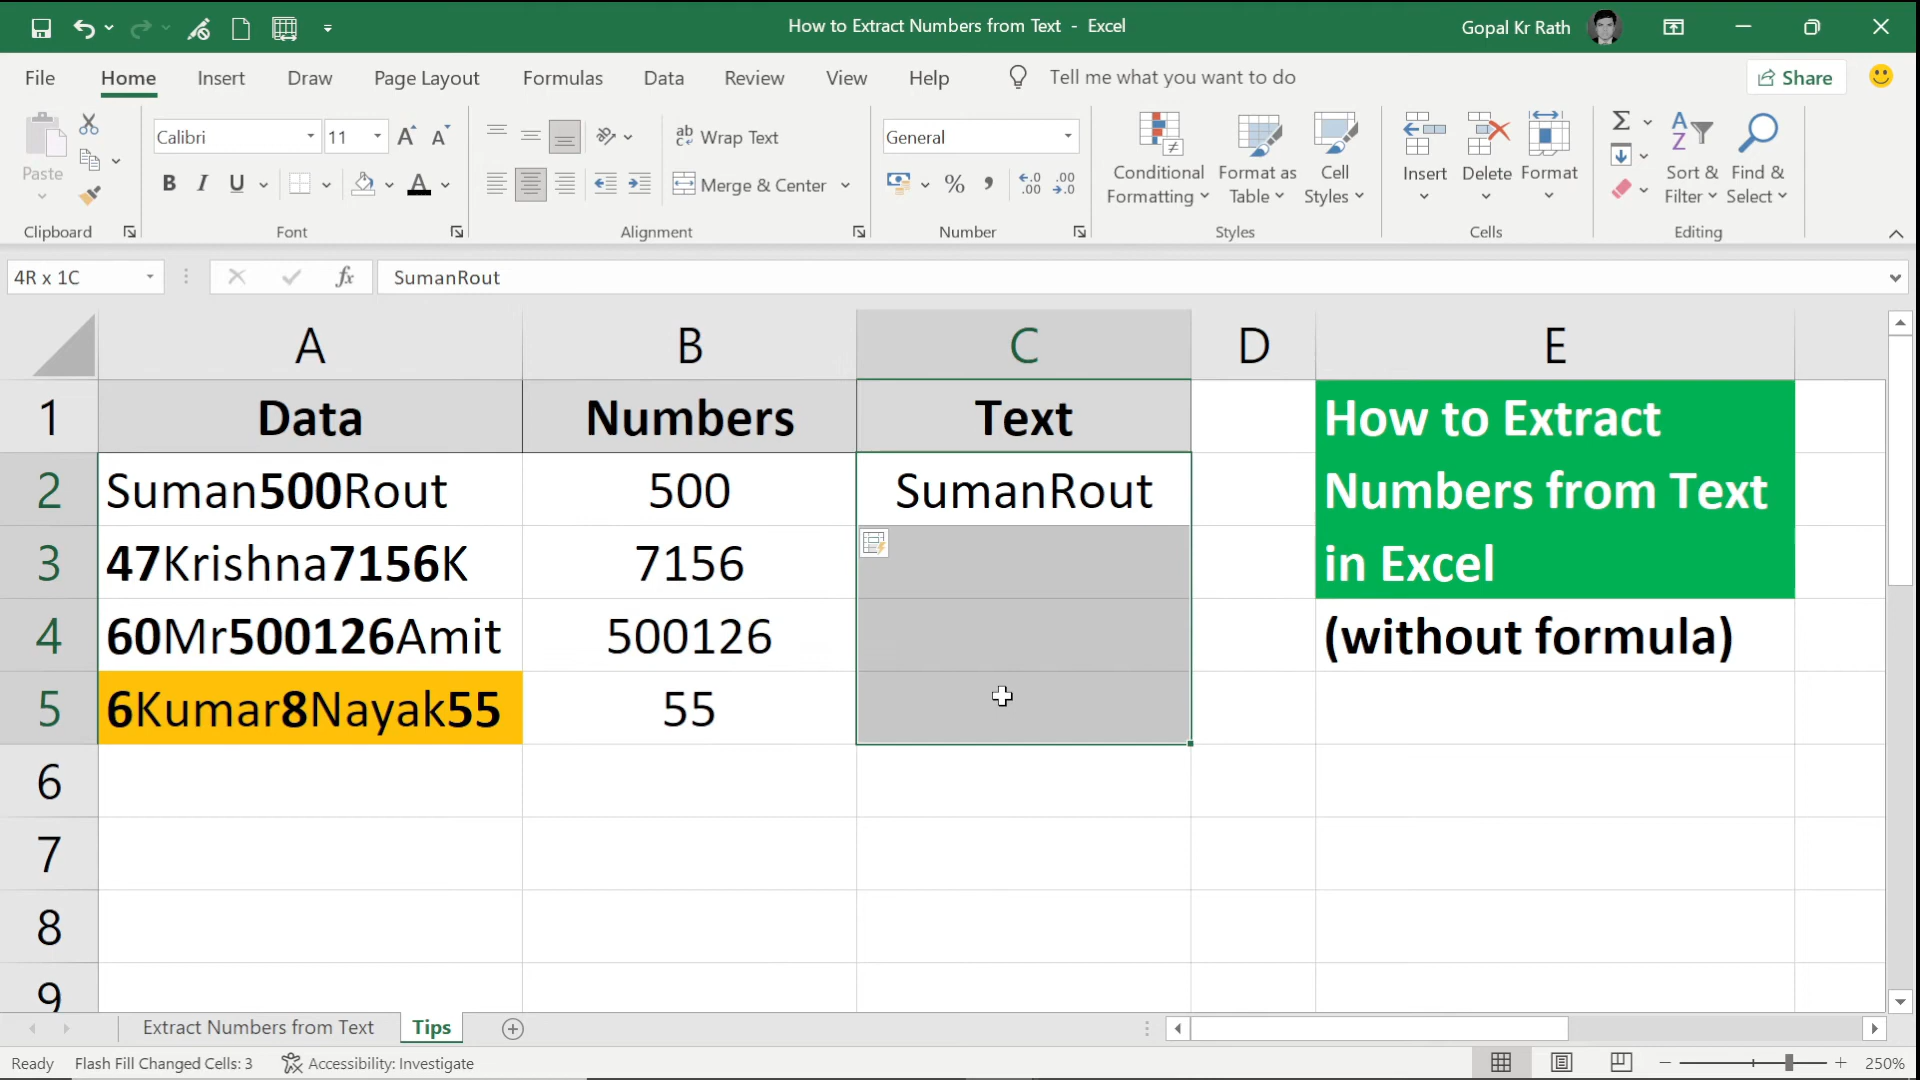 How to Extract Numbers from Text - Excel
Gopal Kr Rath
File Home Insert Draw Page Layout Formulas Data Review View Help Tell me what you want to do Share
Paste
Clipboard
Calibri 11
B I U
Font
ab Wrap Text
Merge & Center
Alignment
General
Number
Conditional Formatting
Format as Table
Cell Styles
Styles
Insert
Delete
Format
Cells
Sort & Filter
Find & Select
Editing
4R x 1C
fx
SumanRout
A B C D E
1 Data Numbers Text How to Extract
2 Suman500Rout 500 SumanRout Numbers from Text
3 47Krishna7156K 7156 in Excel
4 60Mr500126Amit 500126 (without formula)
5 6Kumar8Nayak55 55
6
7
8
9
Extract Numbers from Text Tips
Ready Flash Fill Changed Cells: 3 Accessibility: Investigate 250%